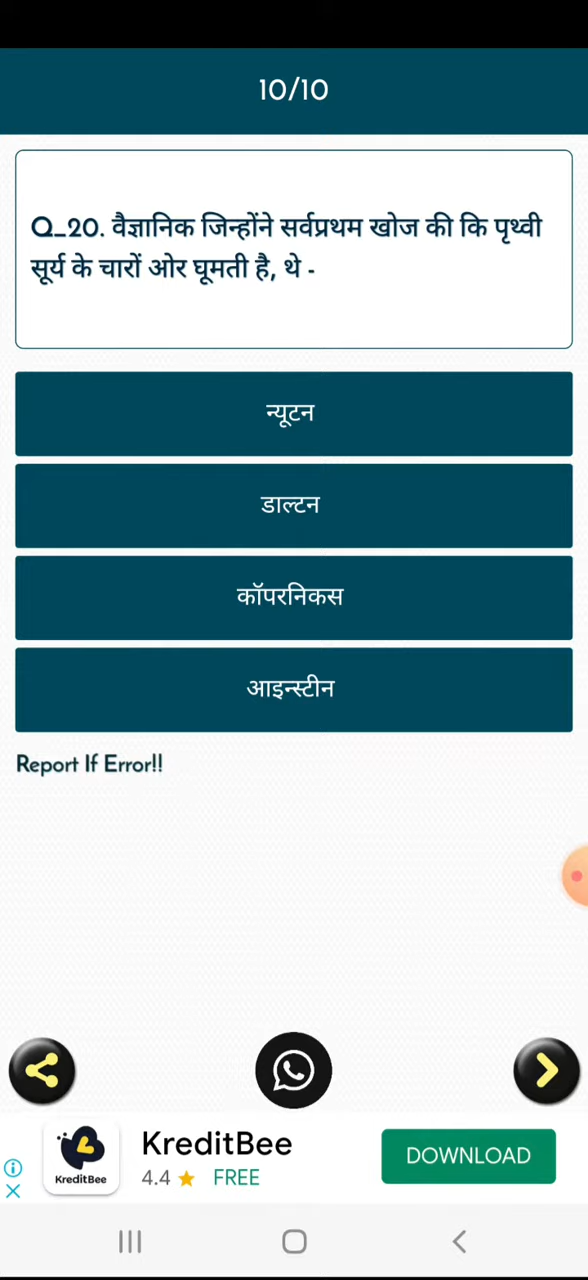 10/10
Q_20. वैज्ञानिक जिन्होंने सर्वप्रथम खोज की कि पृथ्वी
सूर्य के चारों ओर घूमती है, थे -
न्यूटन
डाल्टन
कॉपरनिकस
आइन्स्टीन
Report If Error!!
KreditBee
KreditBee
4.4 ★ FREE
DOWNLOAD